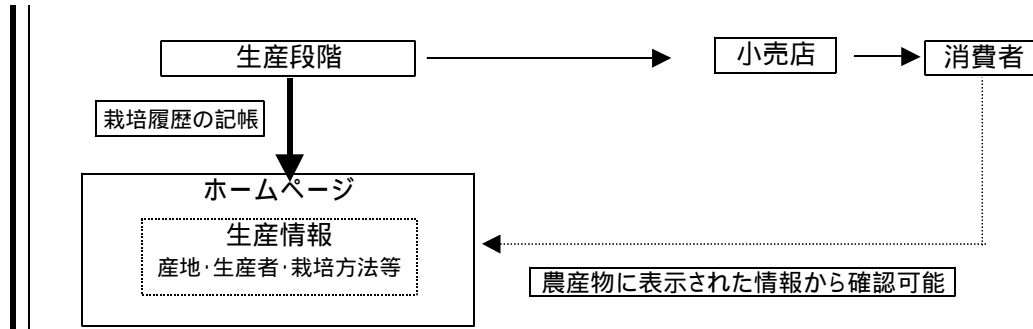 生産段階
小売店
消費者
栽培履歴の記帳
ホームページ
生産情報
産地･生産者･栽培方法等
農産物に表示された情報から確認可能